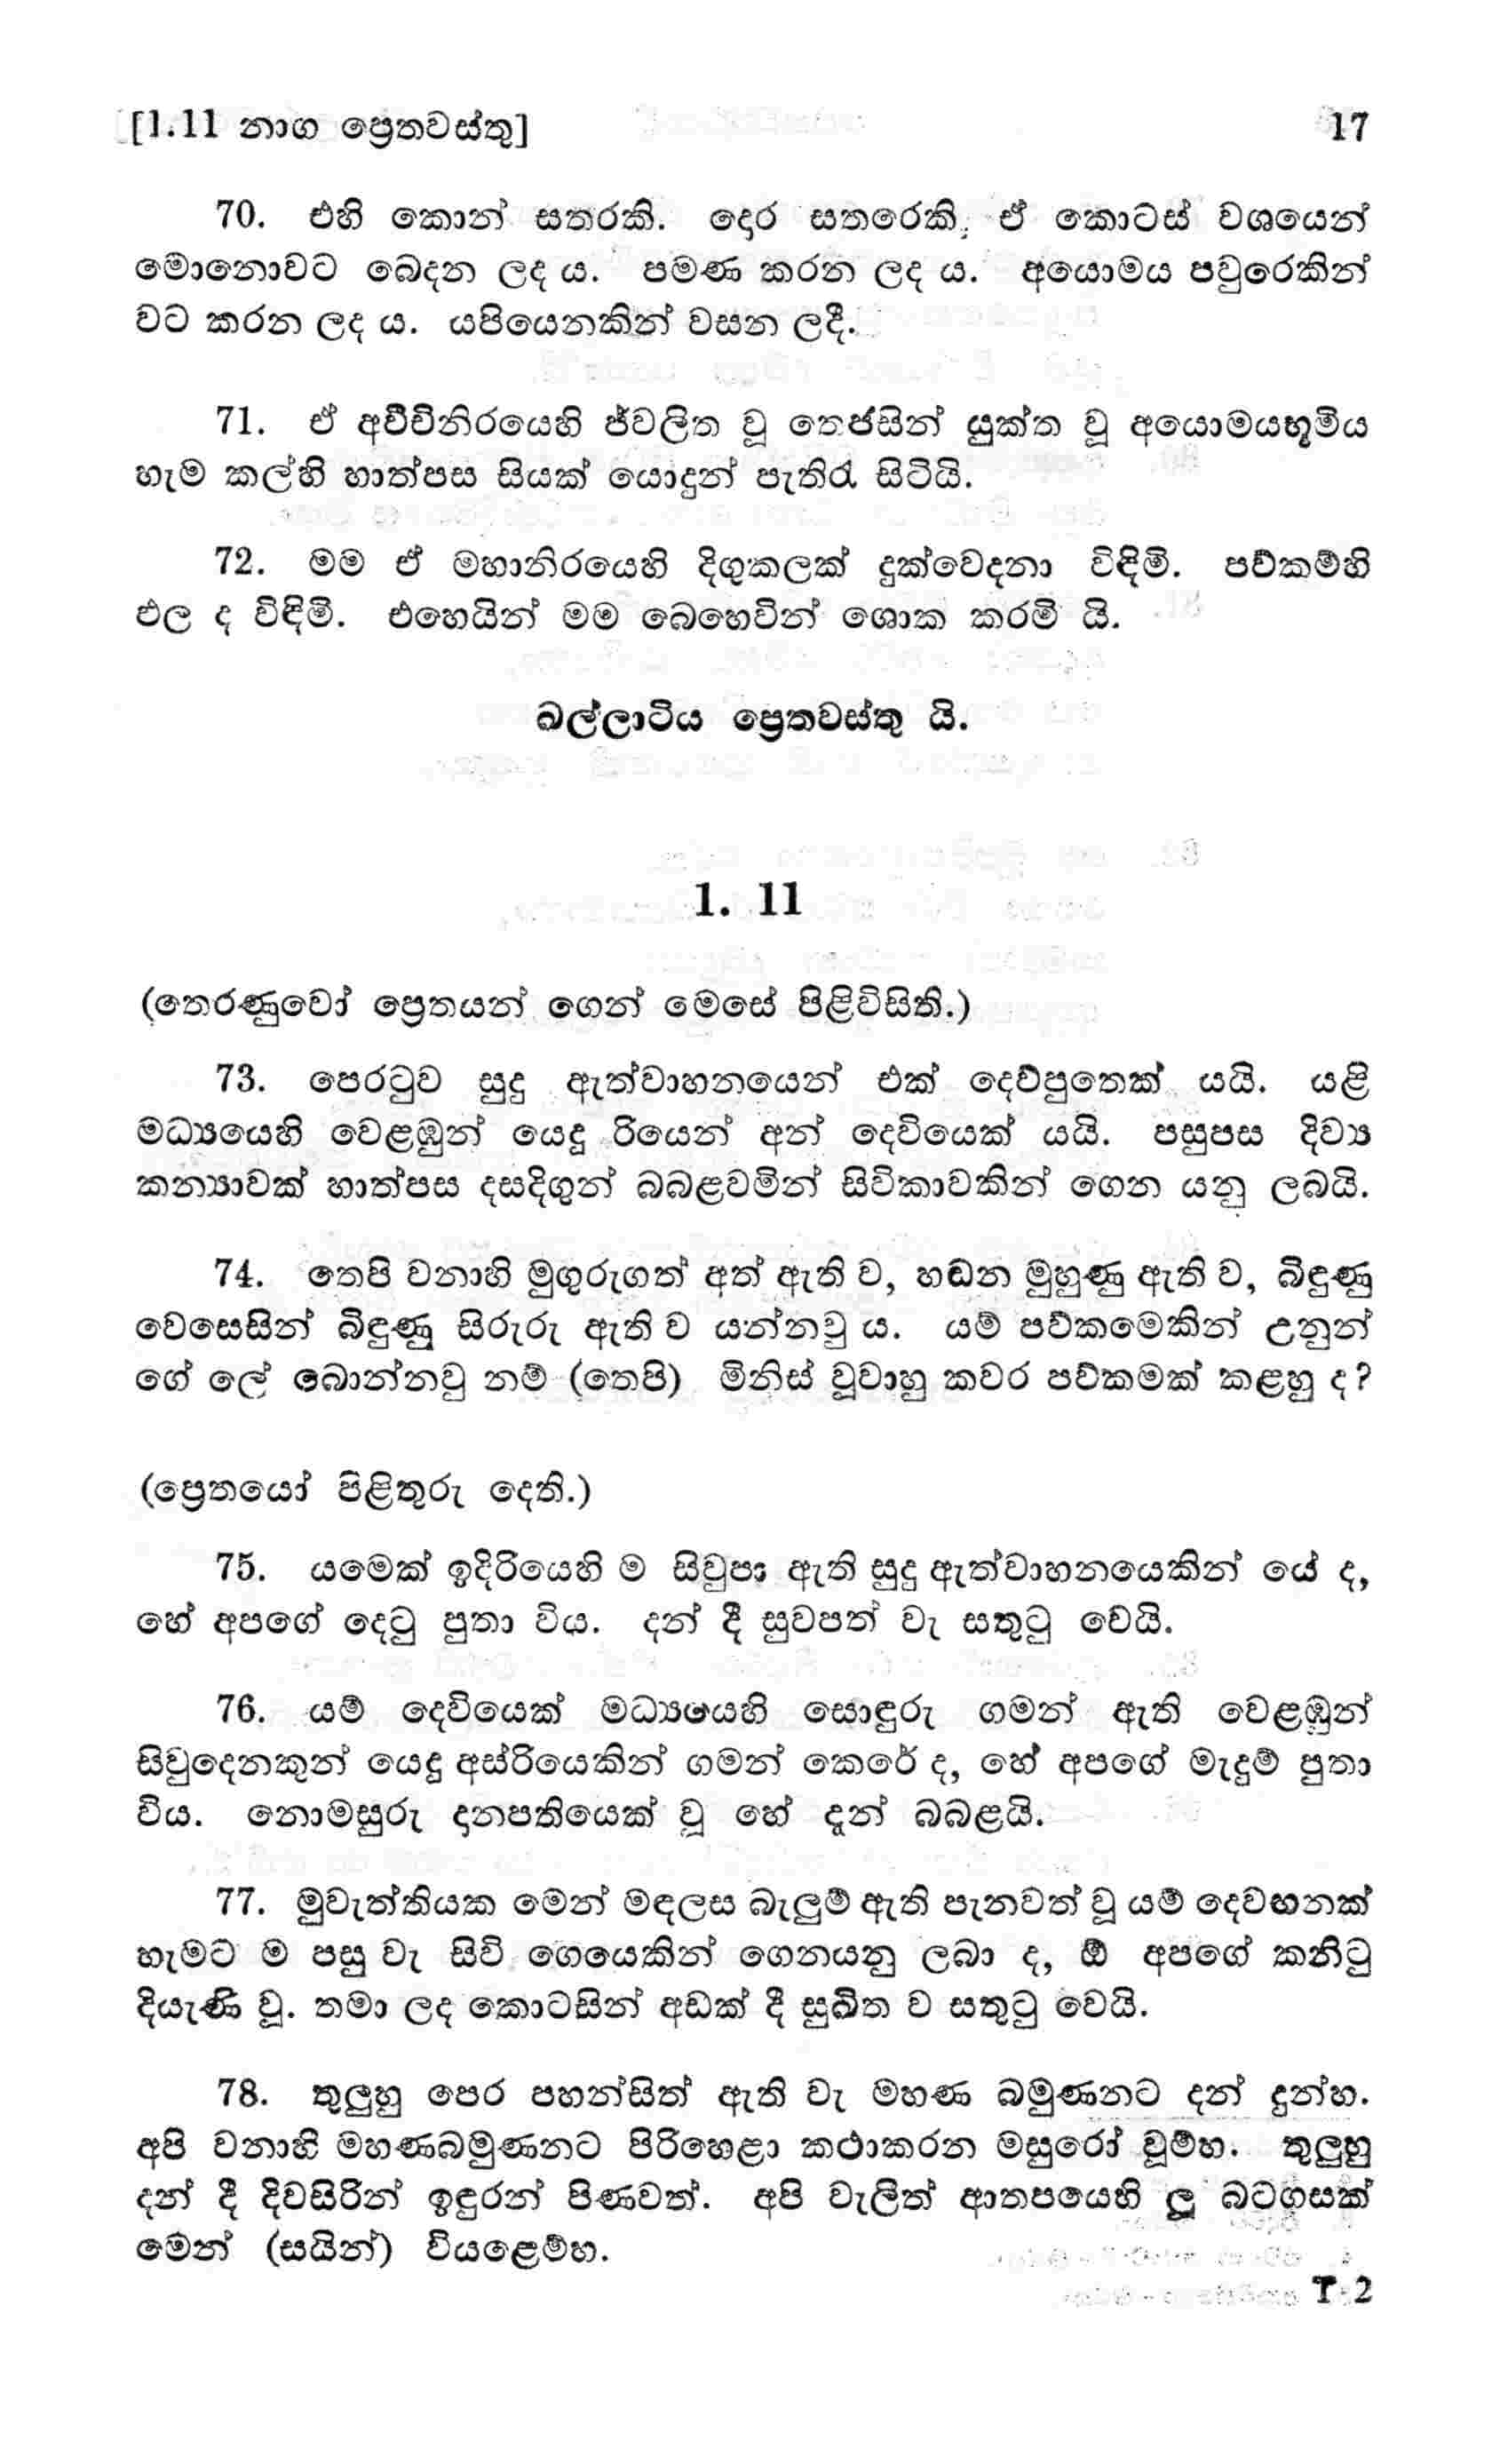 [1.11 නාග ප්‍රෙතවස්තු] 17
70. එහි කොන් සතරකි. දොර සතරෙකි. ඒ කොටස් වශයෙන්
මොනොවට බෙදන ලද ය. පමණ කරන ලද ය. අයොමය පවුරෙකින්
වට කරන ලද ය. යපියෙනකින් වසන ලදී.
71. ඒ අවීචිනිරයෙහි ජ්වලිත වූ තෙජසින් යුක්ත වූ අයොමයභූමිය
හැම කල්හි හාත්පස සියක් යොදුන් පැතිර සිටියි.
72. මම ඒ මහානිරයෙහි දිගුකලක් දුක්වෙදනා විඳිමි. පව්කම්හි
ඵල ද විඳිමි. එහෙයින් මම බෙහෙවින් ශොක කරමි යි.
ඛල්ලාටිය ප්‍රෙතවස්තු යි.
1. 11
(තෙරණුවෝ ප්‍රෙතයන් ගෙන් මෙසේ පිළිවිසිති.)
73. පෙරටුව සුදු ඇත්වාහනයෙන් එක් දෙව්පුතෙක් යයි. යළි
මධ්‍යයෙහි වෙළඹුන් යෙදූ රියෙන් අන් දෙවියෙක් යයි. පසුපස දිව්‍ය
කන්‍යාවක් හාත්පස දසදිගුන් බබළවමින් සිවිකාවකින් ගෙන යනු ලබයි.
74. තෙපි වනාහි මුගුරුගත් අත් ඇති ව, හඬන මුහුණු ඇති ව, බිඳුණු
වෙසෙසින් බිඳුණු සිරුරු ඇති ව යන්නවු ය. යම් පව්කමෙකින් උනුන්
ගේ ලේ බොන්නවු නම් (තෙපි) මිනිස් වූවාහු කවර පව්කමක් කළහු ද?
(ප්‍රෙතයෝ පිළිතුරු දෙති.)
75. යමෙක් ඉදිරියෙහි ම සිවුපා ඇති සුදු ඇත්වාහනයෙකින් යේ ද,
හේ අපගේ දෙටු පුතා විය. දන් දී සුවපත් වැ සතුටු වෙයි.
76. යම් දෙවියෙක් මධ්‍යයෙහි සොඳුරු ගමන් ඇති වෙළඹුන්
සිවුදෙනකුන් යෙදූ අස්රියෙකින් ගමන් කෙරේ ද, හේ අපගේ මැදුම් පුතා
විය. නොමසුරු දානපතියෙක් වූ හේ දැන් බබළයි.
77. මුවැත්තියක මෙන් මඳලස බැලුම් ඇති පැනවත් වූ යම් දෙවඟනක්
හැමට ම පසු වැ සිවි ගෙයෙකින් ගෙනයනු ලබා ද, ඕ අපගේ කනිටු
දියැණි වූ. තමා ලද කොටසින් අඩක් දී සුඛිත ව සතුටු වෙයි.
78. තුලුහු පෙර පහන්සිත් ඇති වැ මහණ බමුණනට දන් දුන්හ.
අපි වනාහි මහණබමුණනට පිරිහෙළා කථාකරන මසුරෝ වූම්හ. තුලුහු
දන් දී දිවසිරින් ඉඳුරන් පිණවත්. අපි වැලිත් ආතපයෙහි ලූ බටගසක්
මෙන් (සයින්) වියළෙම්හ.
T 2